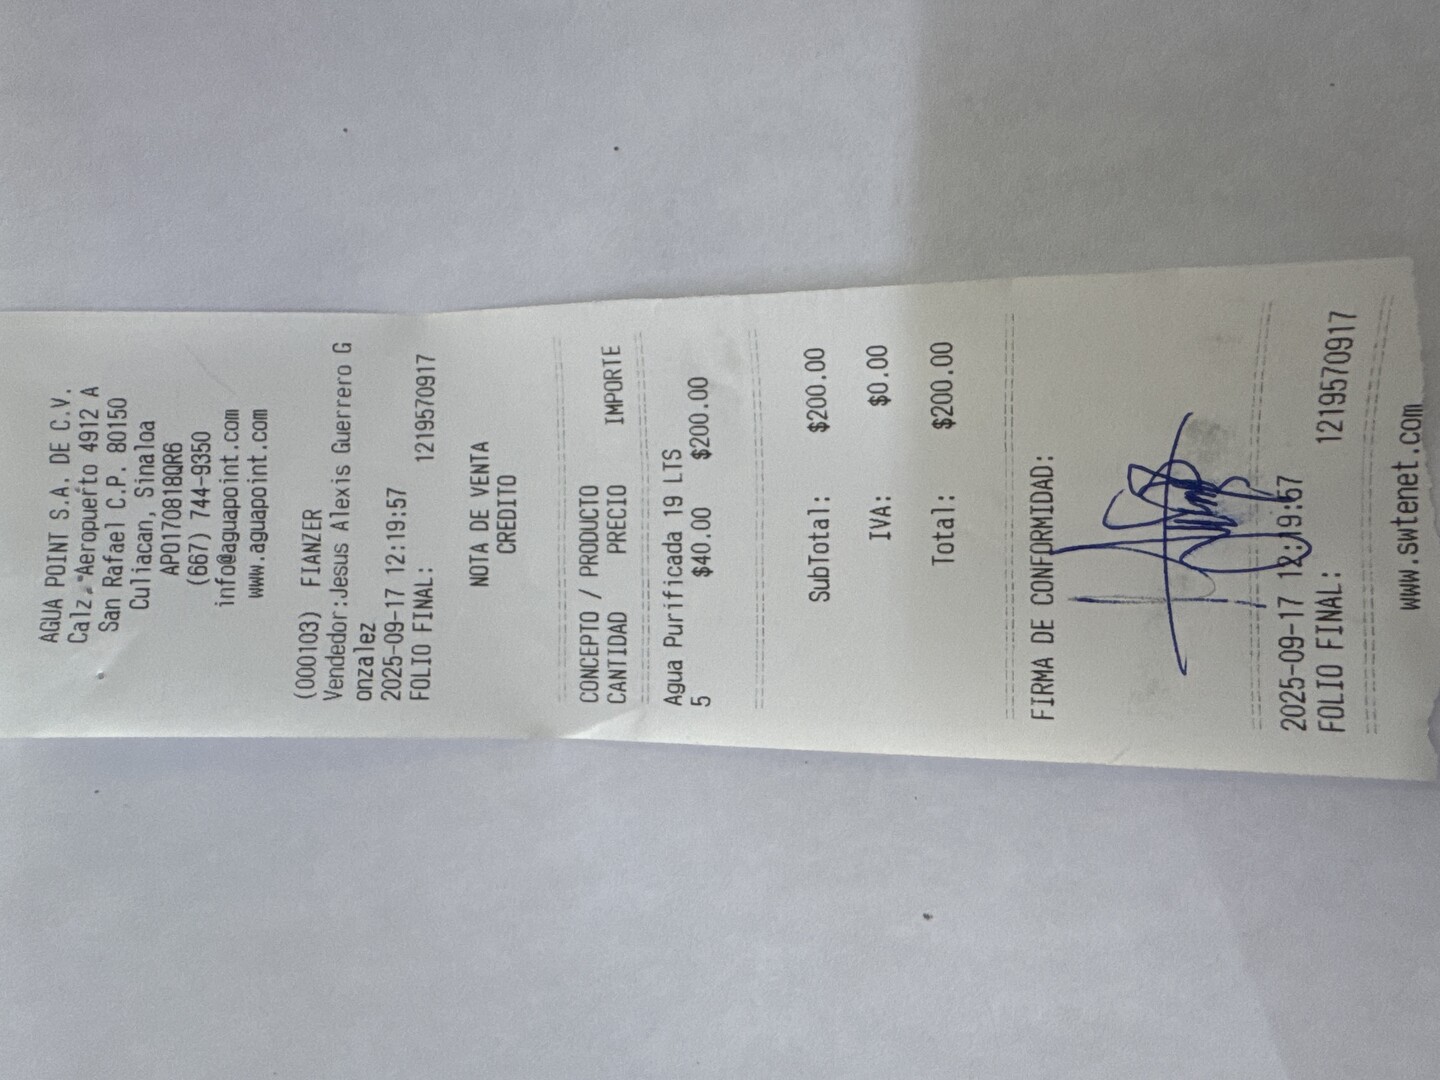 AGUA POINT S.A. DE C.V.
Calz. Aeropuerto 4912 A
San Rafael C.P. 80150
Culiacan, Sinaloa
APO170818QR6
(667) 744-9350
info@aguapoint.com
www.aguapoint.com
(000103) FIANZER
Vendedor:Jesus Alexis Guerrero G
onzalez
2025-09-17 12:19:57
FOLIO FINAL: 1219570917
NOTA DE VENTA
CREDITO
CONCEPTO / PRODUCTO
CANTIDAD PRECIO IMPORTE
Agua Purificada 19 LTS
5 $40.00 $200.00
SubTotal: $200.00
IVA: $0.00
Total: $200.00
FIRMA DE CONFORMIDAD:
2025-09-17 12:19:57
FOLIO FINAL: 1219570917
www.swtenet.com